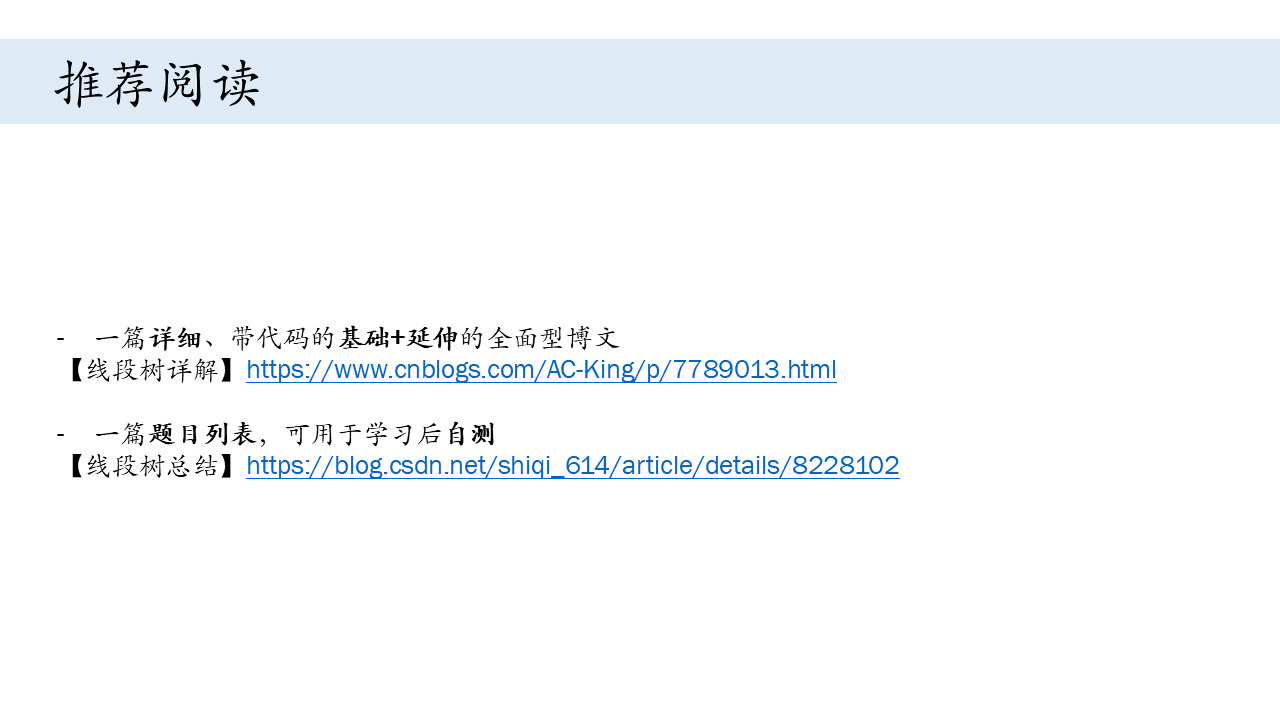 推荐阅读
- 一篇详细、带代码的基础+延伸的全面型博文
【线段树详解】https://www.cnblogs.com/AC-King/p/7789013.html
- 一篇题目列表，可用于学习后自测
【线段树总结】https://blog.csdn.net/shiqi_614/article/details/8228102